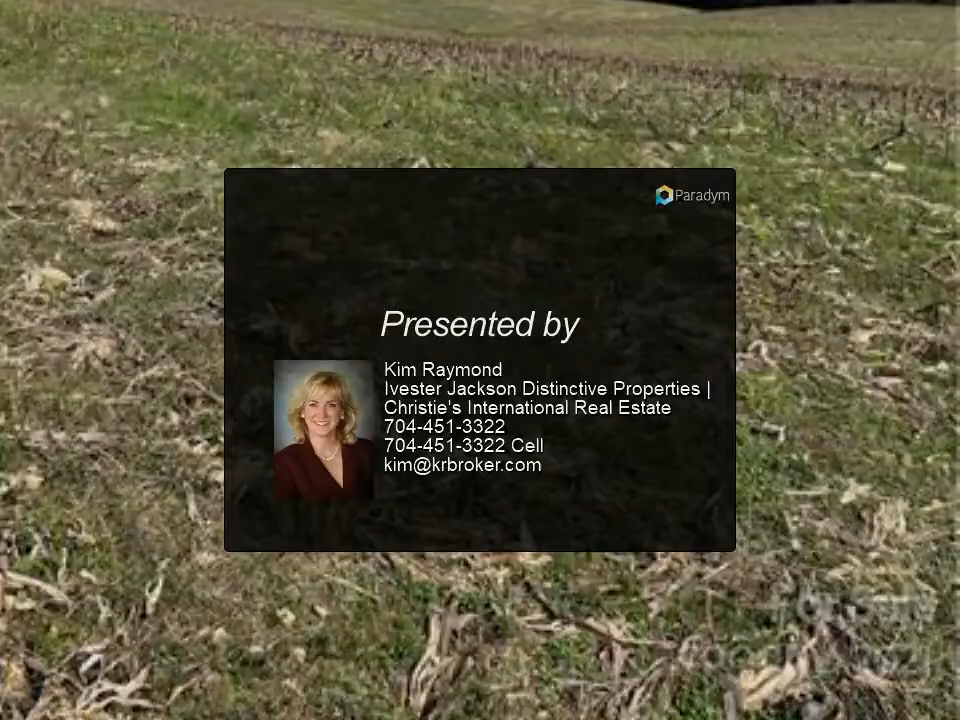 Paradym
Presented by
Kim Raymond
Ivester Jackson Distinctive Properties |
Christie's International Real Estate
704-451-3322
704-451-3322 Cell
kim@krbroker.com